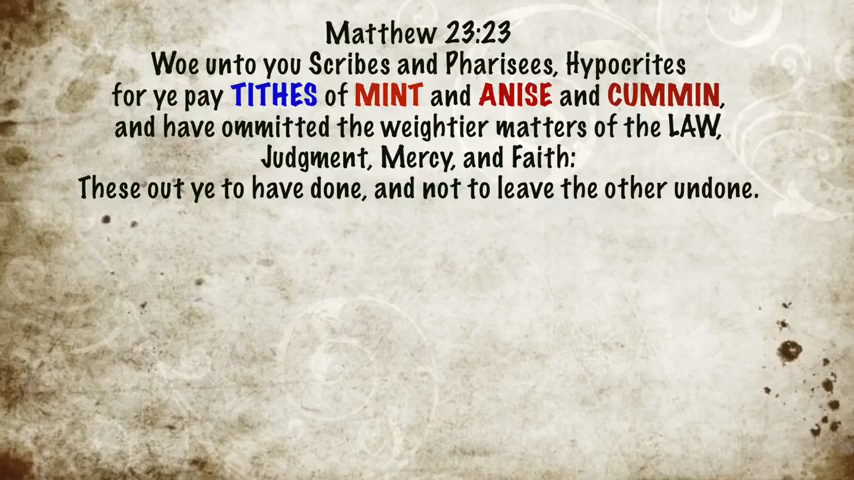 Matthew 23:23
Woe unto you Scribes and Pharisees, Hypocrites
for ye pay TITHES of MINT and ANISE and CUMMIN,
and have ommitted the weightier matters of the LAW,
Judgment, Mercy, and Faith:
These out ye to have done, and not to leave the other undone.